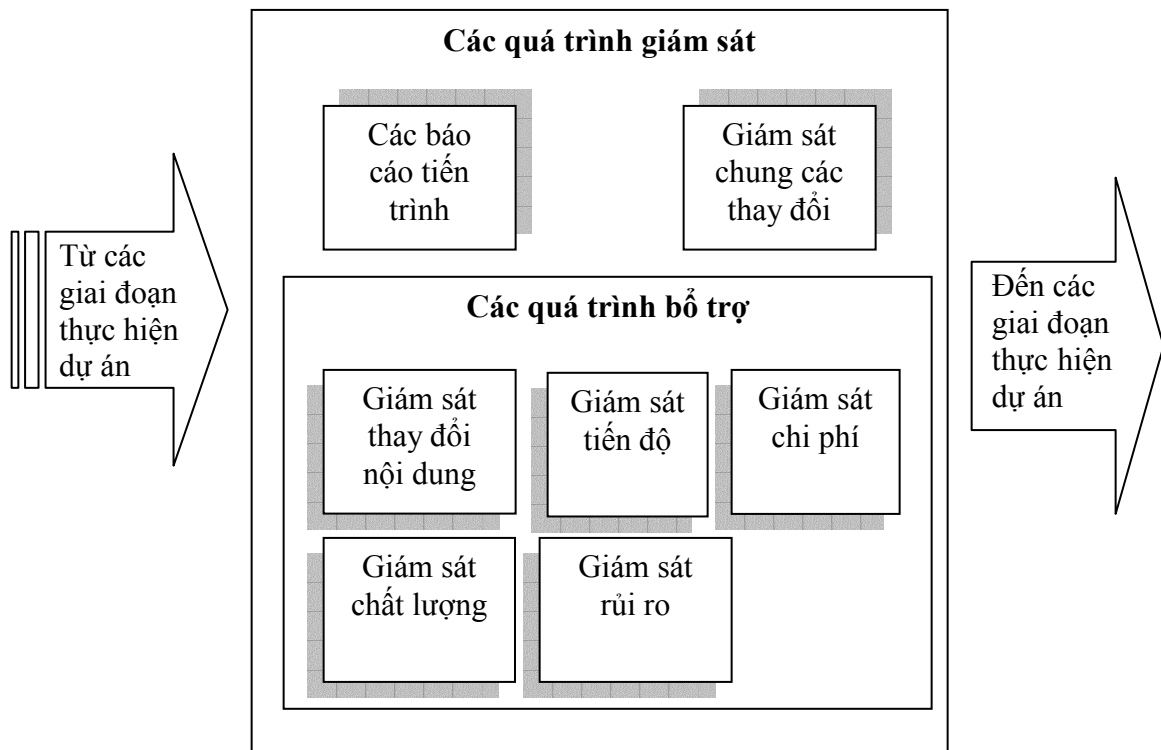 Các quá trình giám sát
Các báo
cáo tiến
trình
Giám sát
chung các
thay đổi
Từ các
giai đoạn
thực hiện
dự án
Các quá trình bổ trợ
Giám sát
thay đổi
nội dung
Giám sát
tiến độ
Giám sát
chi phí
Giám sát
chất lượng
Giám sát
rủi ro
Đến các
giai đoạn
thực hiện
dự án